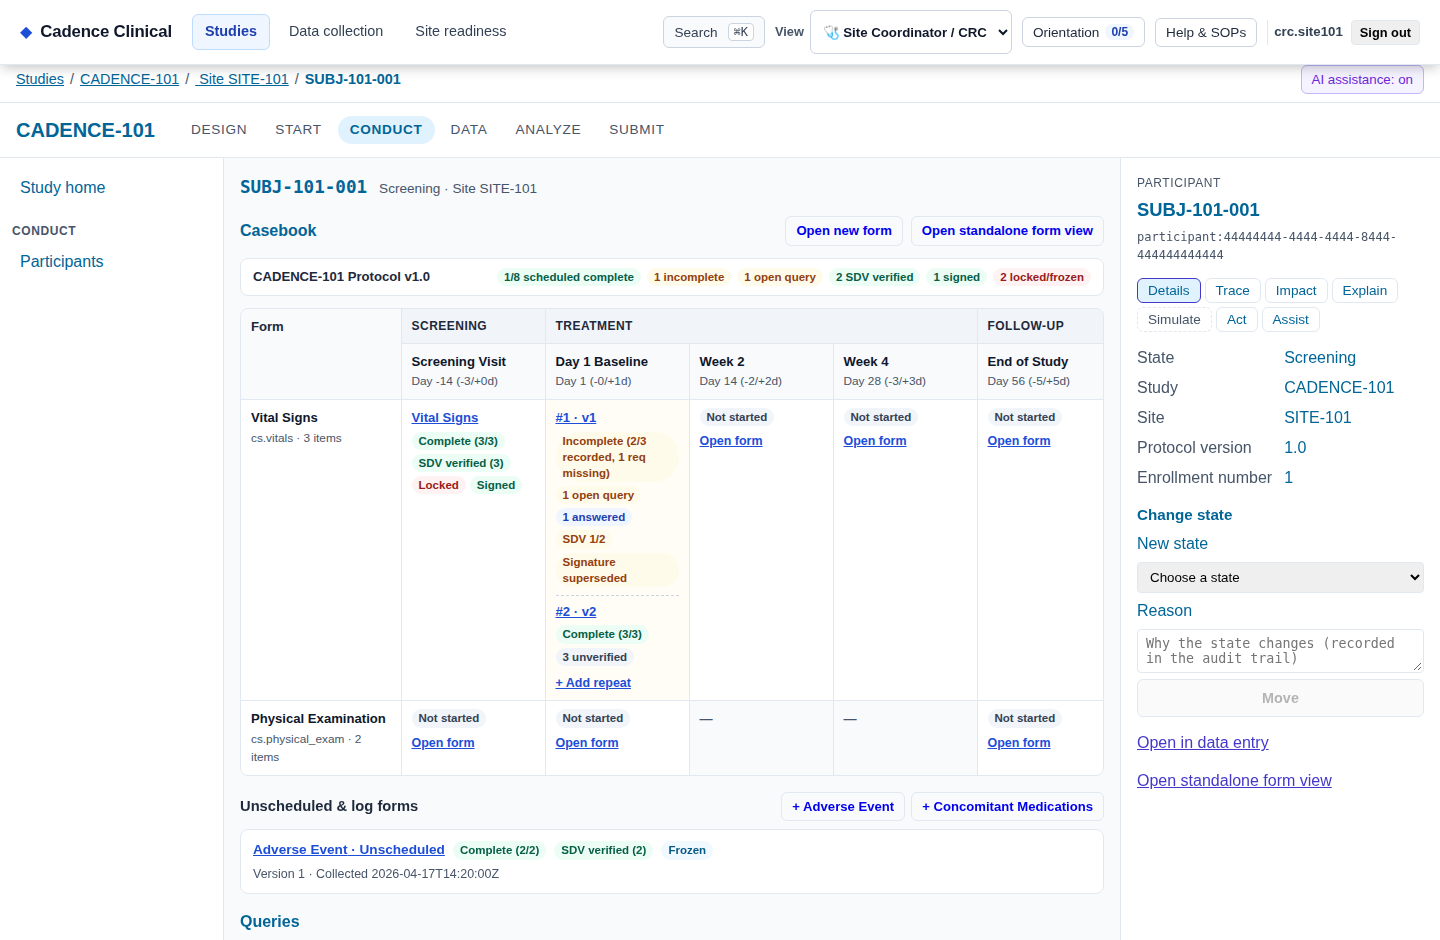 ◆ Cadence Clinical
Studies
Data collection
Site readiness
Search ⌘K
View
🩺 Site Coordinator / CRC
Orientation 0/5
Help & SOPs
crc.site101
Sign out
Studies / CADENCE-101 / Site SITE-101 / SUBJ-101-001
AI assistance: on
CADENCE-101
DESIGN
START
CONDUCT
DATA
ANALYZE
SUBMIT
Study home
CONDUCT
Participants
SUBJ-101-001 Screening · Site SITE-101
Casebook
Open new form
Open standalone form view
CADENCE-101 Protocol v1.0
1/8 scheduled complete
1 incomplete
1 open query
2 SDV verified
1 signed
2 locked/frozen
Form
SCREENING
TREATMENT
FOLLOW-UP
Screening Visit
Day -14 (-3/+0d)
Day 1 Baseline
Day 1 (-0/+1d)
Week 2
Day 14 (-2/+2d)
Week 4
Day 28 (-3/+3d)
End of Study
Day 56 (-5/+5d)
Vital Signs
cs.vitals · 3 items
Vital Signs
Complete (3/3)
SDV verified (3)
Locked
Signed
#1 · v1
Incomplete (2/3
recorded, 1 req
missing)
1 open query
1 answered
SDV 1/2
Signature
superseded
#2 · v2
Complete (3/3)
3 unverified
+ Add repeat
Not started
Open form
Not started
Open form
Not started
Open form
Physical Examination
cs.physical_exam · 2
items
Not started
Open form
Not started
Open form
—
—
Not started
Open form
Unscheduled & log forms
+ Adverse Event
+ Concomitant Medications
Adverse Event · Unscheduled
Complete (2/2)
SDV verified (2)
Frozen
Version 1 · Collected 2026-04-17T14:20:00Z
Queries
PARTICIPANT
SUBJ-101-001
participant:44444444-4444-4444-8444-
444444444444
Details
Trace
Impact
Explain
Simulate
Act
Assist
State Screening
Study CADENCE-101
Site SITE-101
Protocol version 1.0
Enrollment number 1
Change state
New state
Choose a state
Reason
Why the state changes (recorded
in the audit trail)
Move
Open in data entry
Open standalone form view